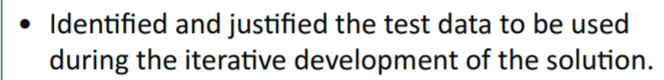 • Identified and justified the test data to be used
during the iterative development of the solution.